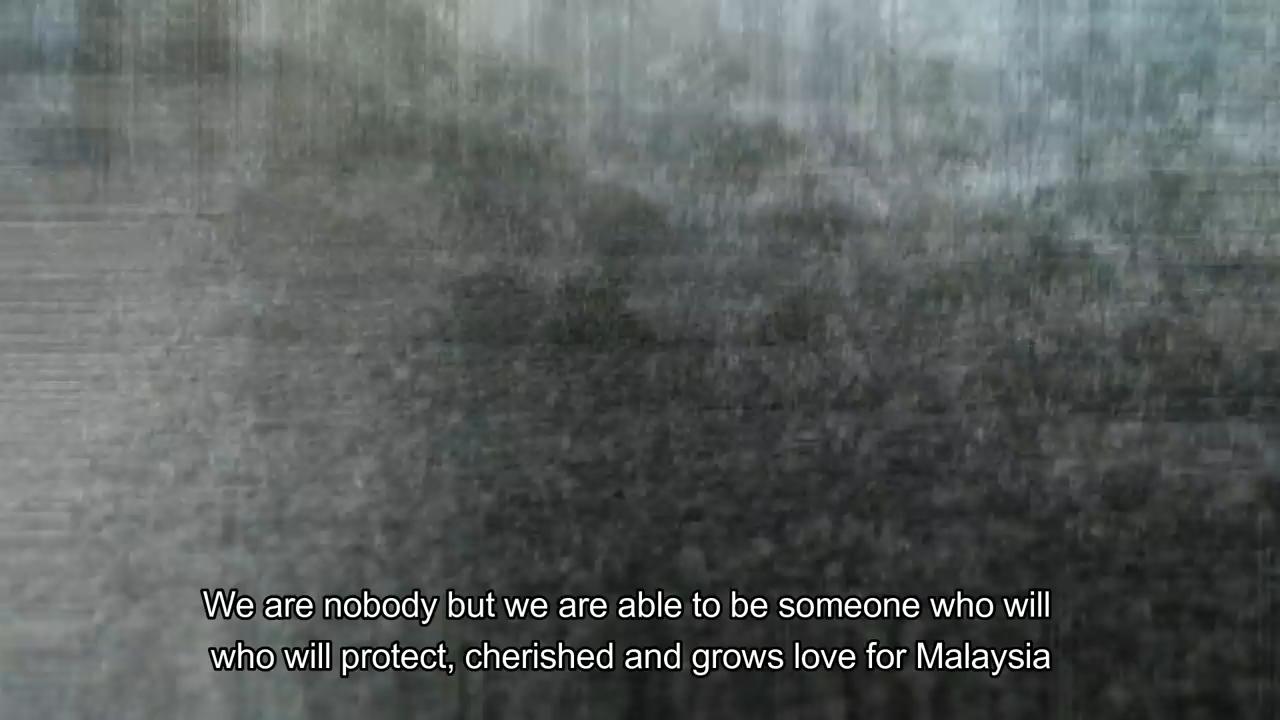 We are nobody but we are able to be someone who will
who will protect, cherished and grows love for Malaysia